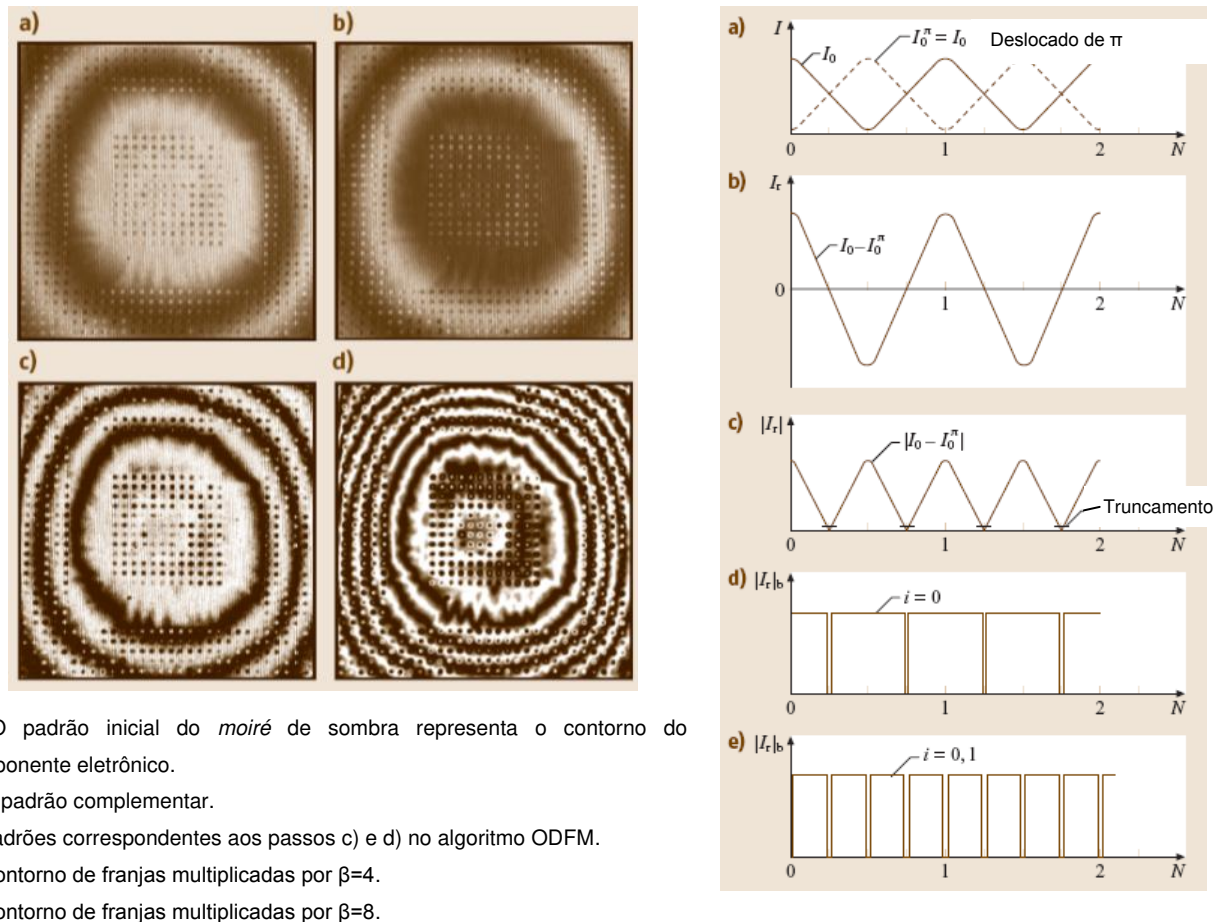 a)
b)
c)
d)
O padrão inicial do moiré de sombra representa o contorno do
ponente eletrônico.
padrão complementar.
adrões correspondentes aos passos c) e d) no algoritmo ODFM.
ontorno de franjas multiplicadas por β=4.
ontorno de franjas multiplicadas por β=8.
a) I
I₀
I₀^π = I₀ Deslocado de π
0 1 2 N
b) Iᵣ
I₀−I₀^π
0
1 2 N
c) |Iᵣ|
|I₀ − I₀^π|
Truncamento
0 1 2 N
d) |Iᵣ|b
i = 0
0 1 2 N
e) |Iᵣ|b
i = 0, 1
0 1 2 N